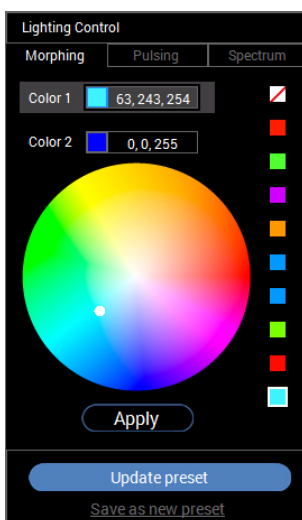 Lighting Control
Morphing Pulsing Spectrum
Color 1 63, 243, 254
Color 2 0, 0, 255
Apply
Update preset
Save as new preset